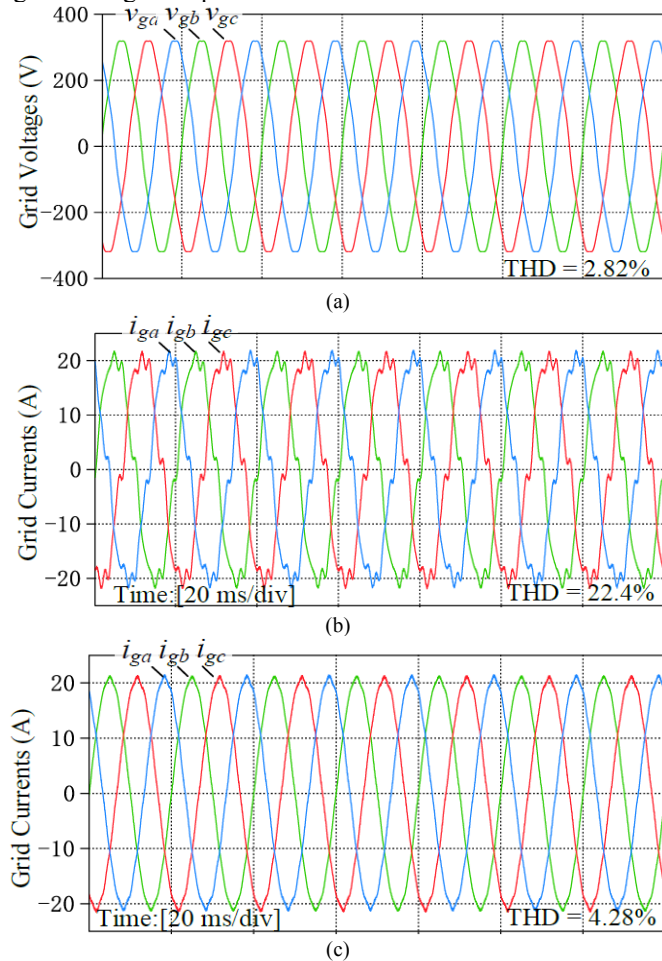 400
v_ga v_gb v_gc
200
0
−200
−400
Grid Voltages (V)
THD = 2.82%
(a)
i_ga i_gb i_gc
20
10
0
−10
−20
Grid Currents (A)
Time:[20 ms/div]
THD = 22.4%
(b)
i_ga i_gb i_gc
20
10
0
−10
−20
Grid Currents (A)
Time:[20 ms/div]
THD = 4.28%
(c)